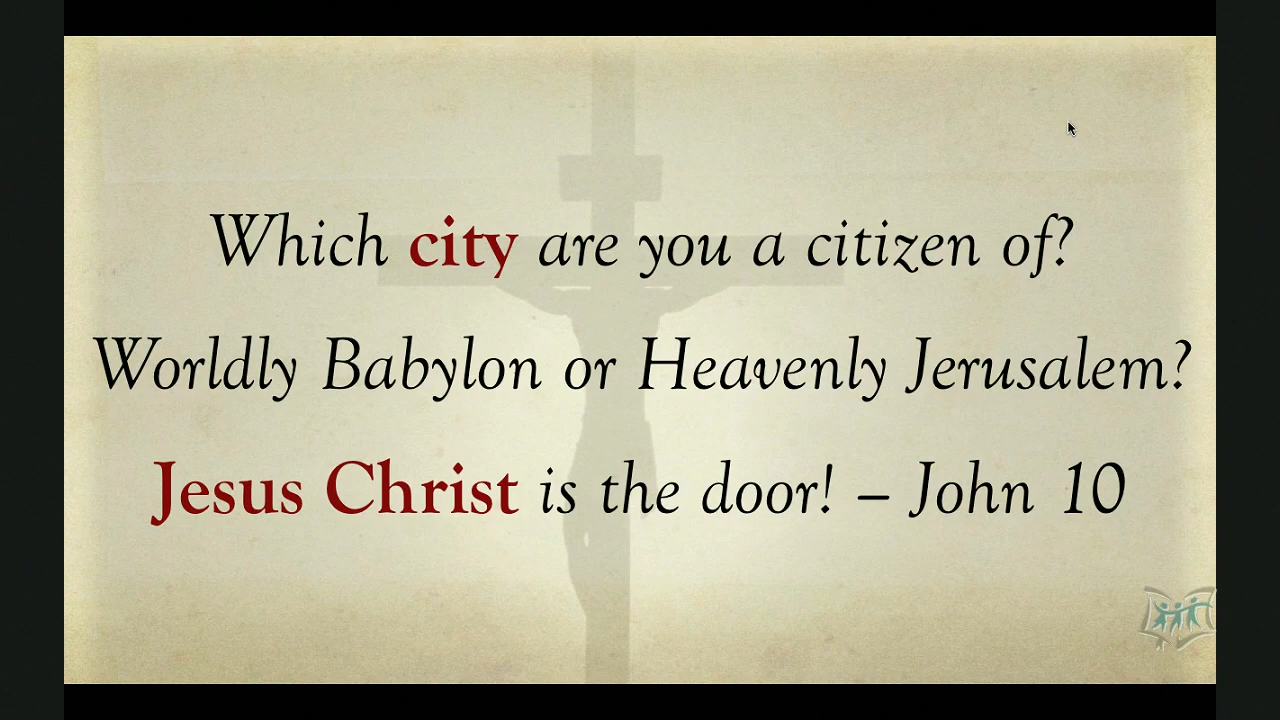 Which city are you a citizen of?
Worldly Babylon or Heavenly Jerusalem?
Jesus Christ is the door! – John 10